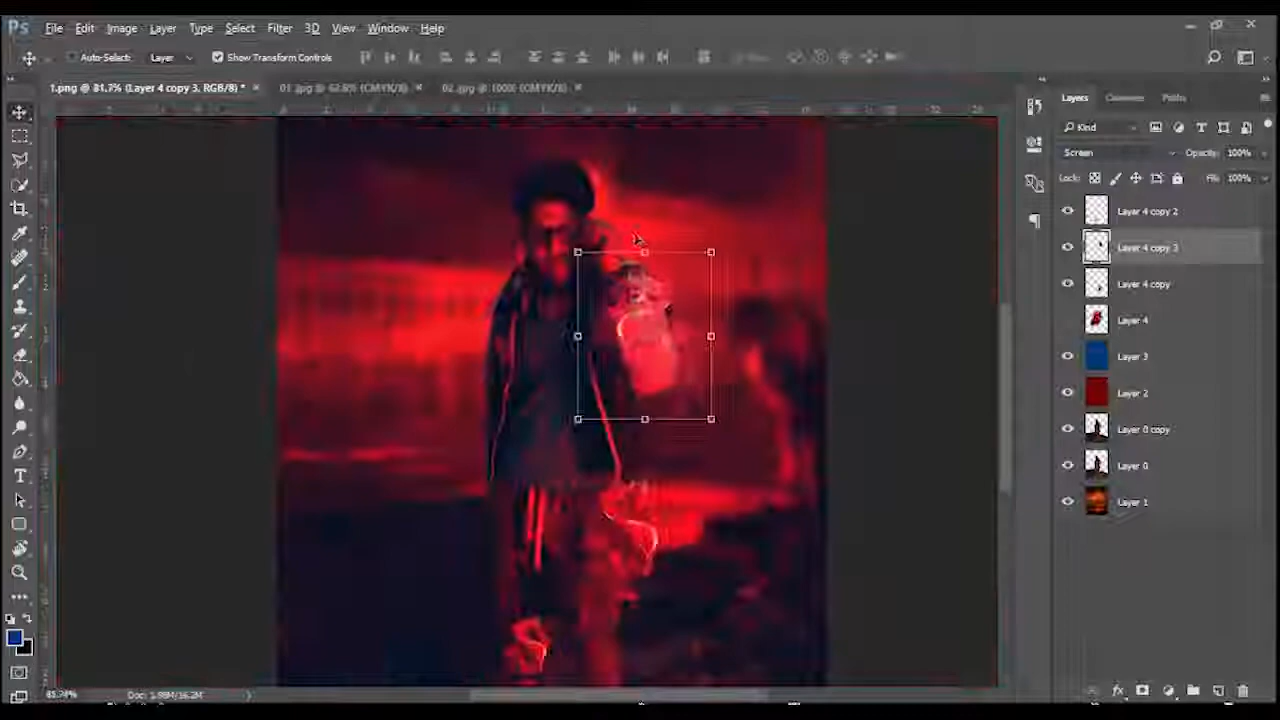 Ps File Edit Image Layer Type Select Filter 3D View Window Help
Auto-Select: Layer Show Transform Controls
1.png @ 81.7% (Layer 4 copy 3, RGB/8) *
Layers Paths
Kind
Screen Opacity: 100%
Lock: Fill: 100%
Layer 4 copy 2
Layer 4 copy 3
Layer 4 copy
Layer 4
Layer 3
Layer 2
Layer 0 copy
Layer 0
Layer 1